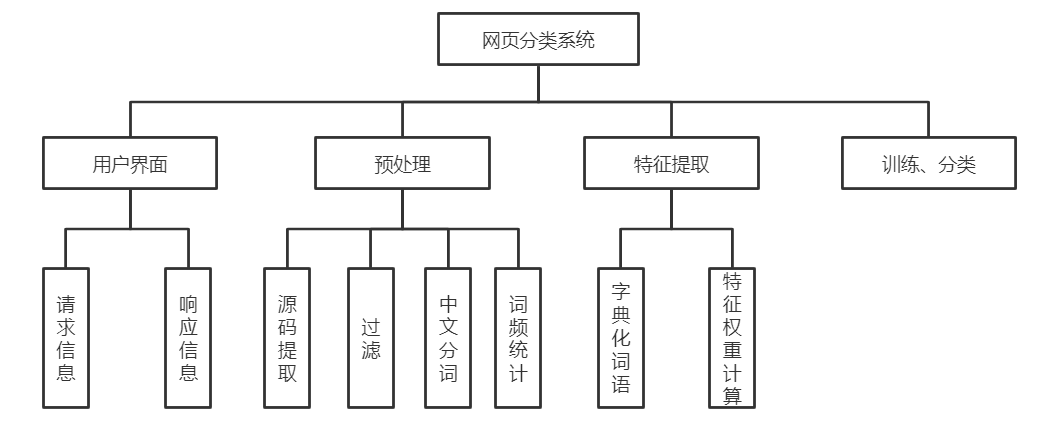 网页分类系统
用户界面
预处理
特征提取
训练、分类
请求信息
响应信息
源码提取
过滤
中文分词
词频统计
字典化词语
特征权重计算